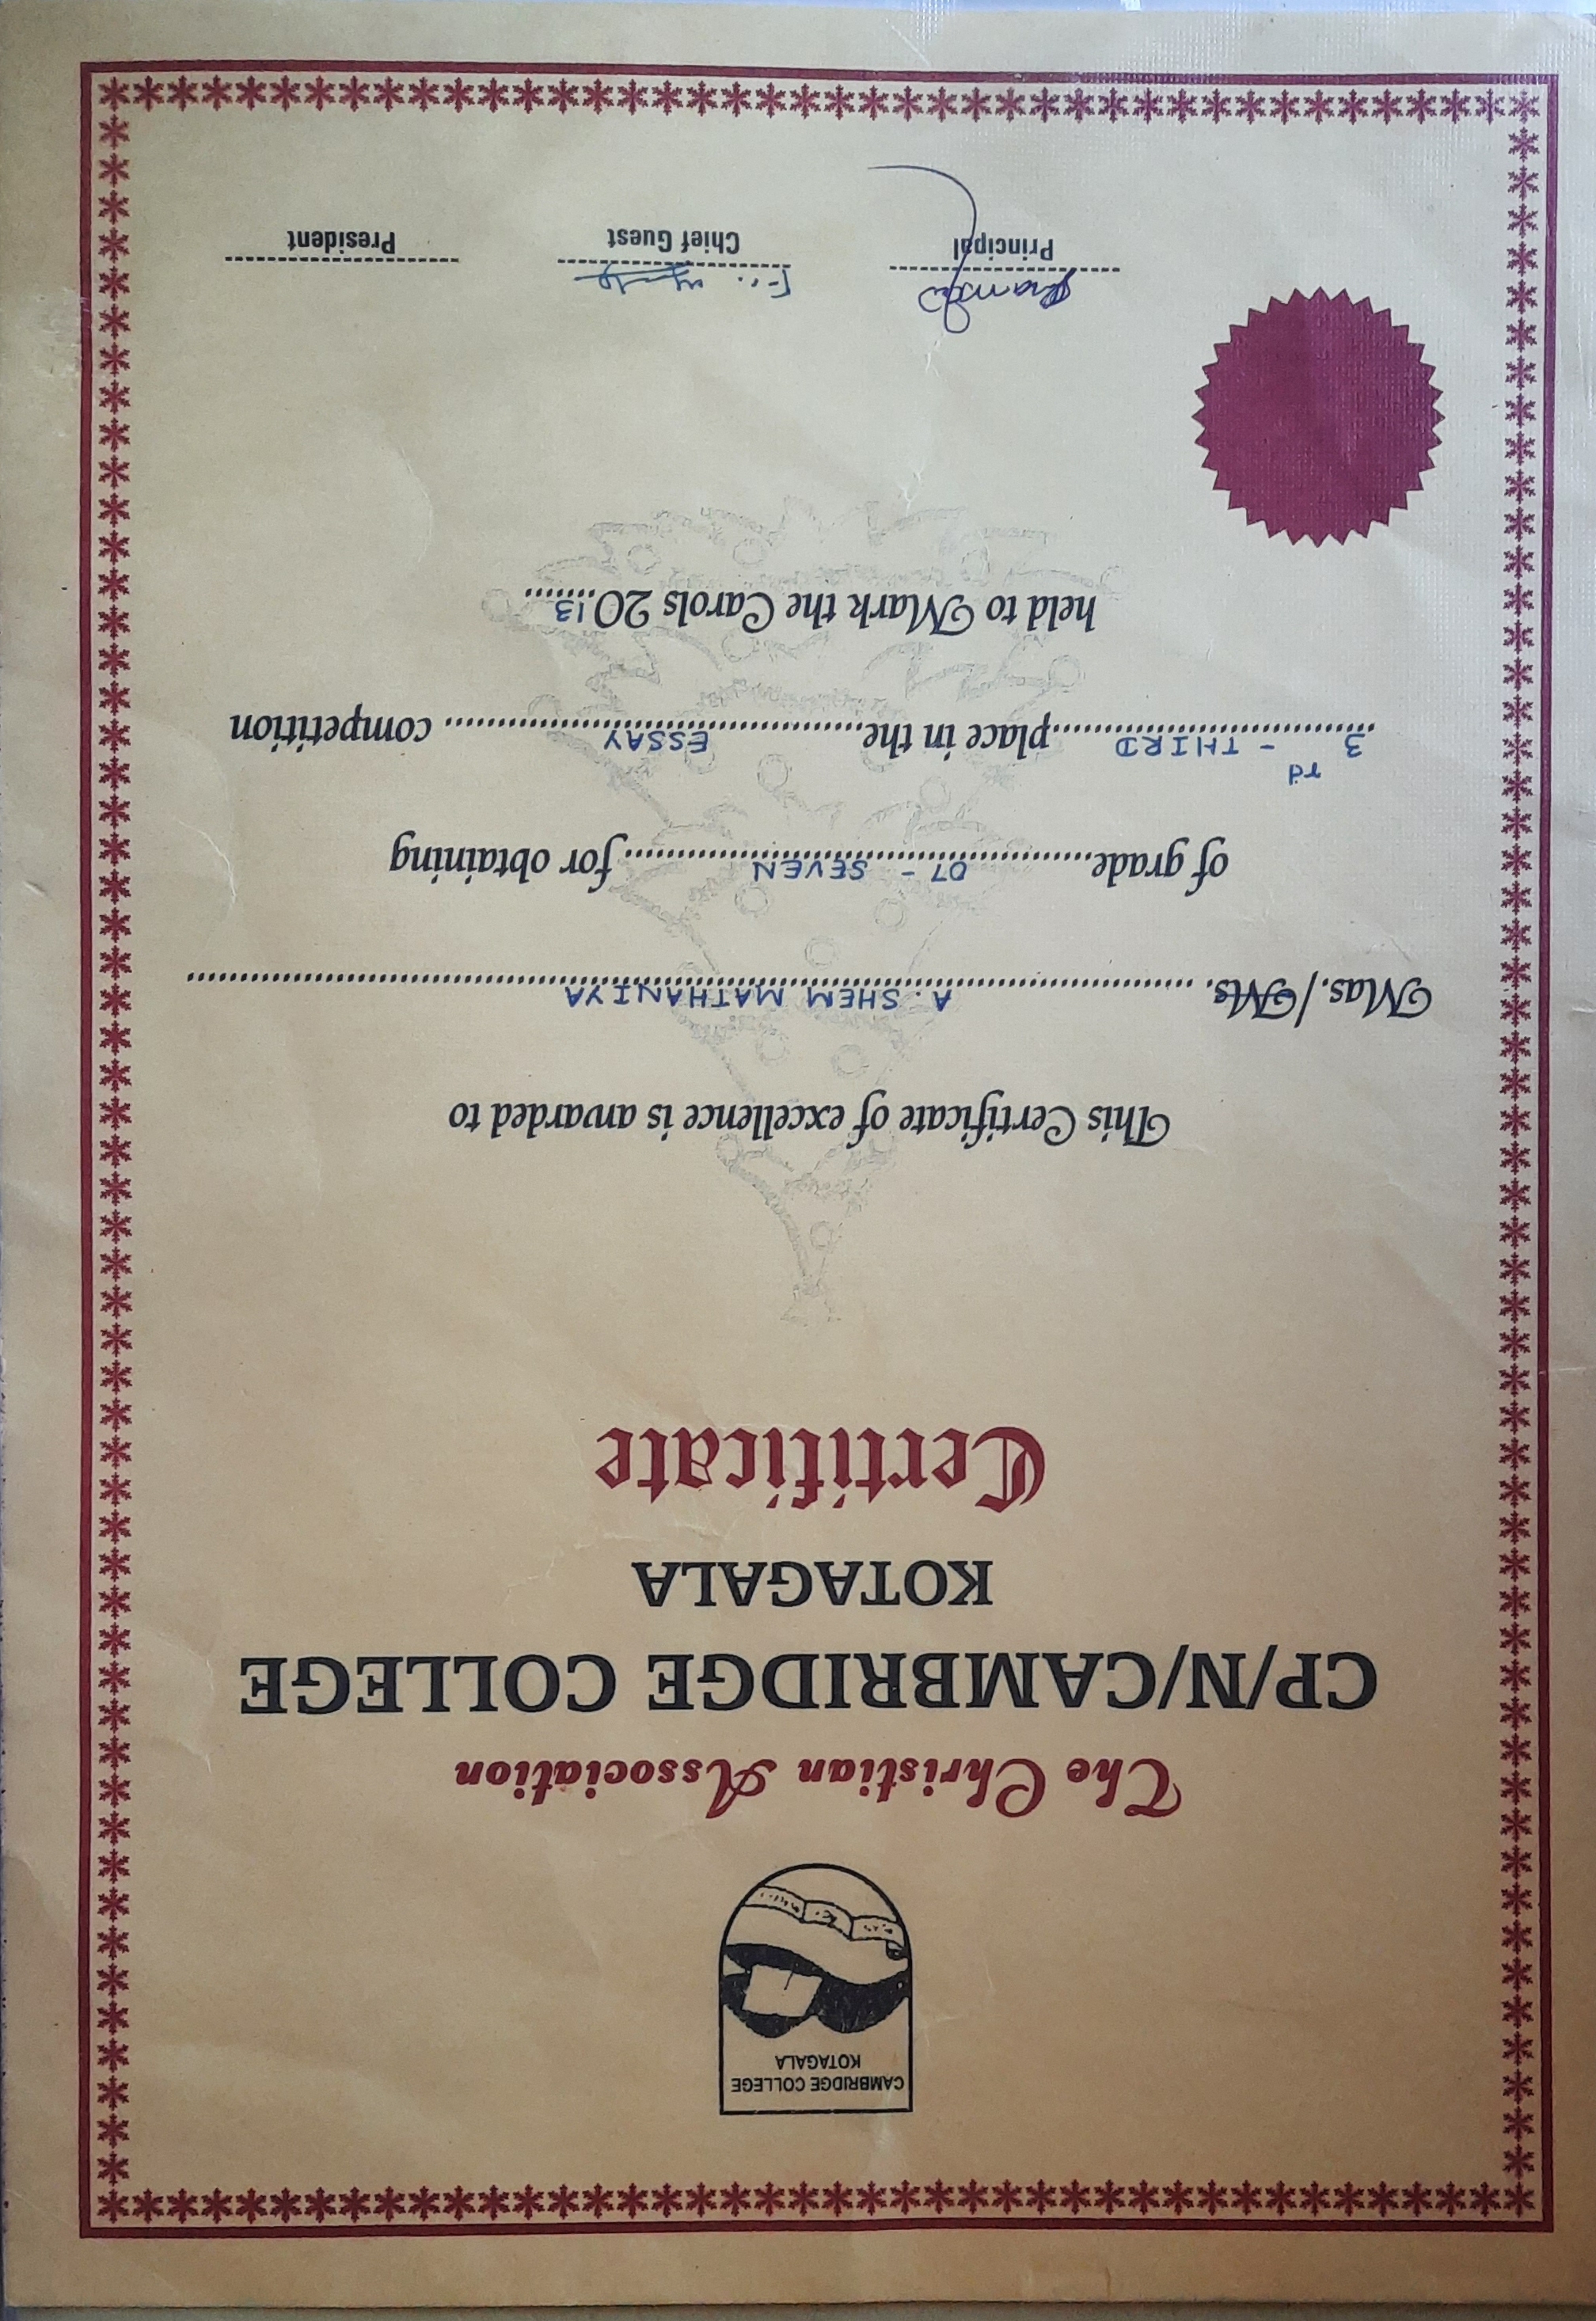 CAMBRIDGE COLLEGE
KOTAGALA
The Christian Association
CP/N/CAMBRIDGE COLLEGE
KOTAGALA
Certificate
This Certificate of excellence is awarded to
Mas./Ms. A. SHEM MATHANIYA
of grade 07 - SEVEN for obtaining
3rd - THIRD place in the ESSAY competition
held to Mark the Carols 2013
Principal Chief Guest President